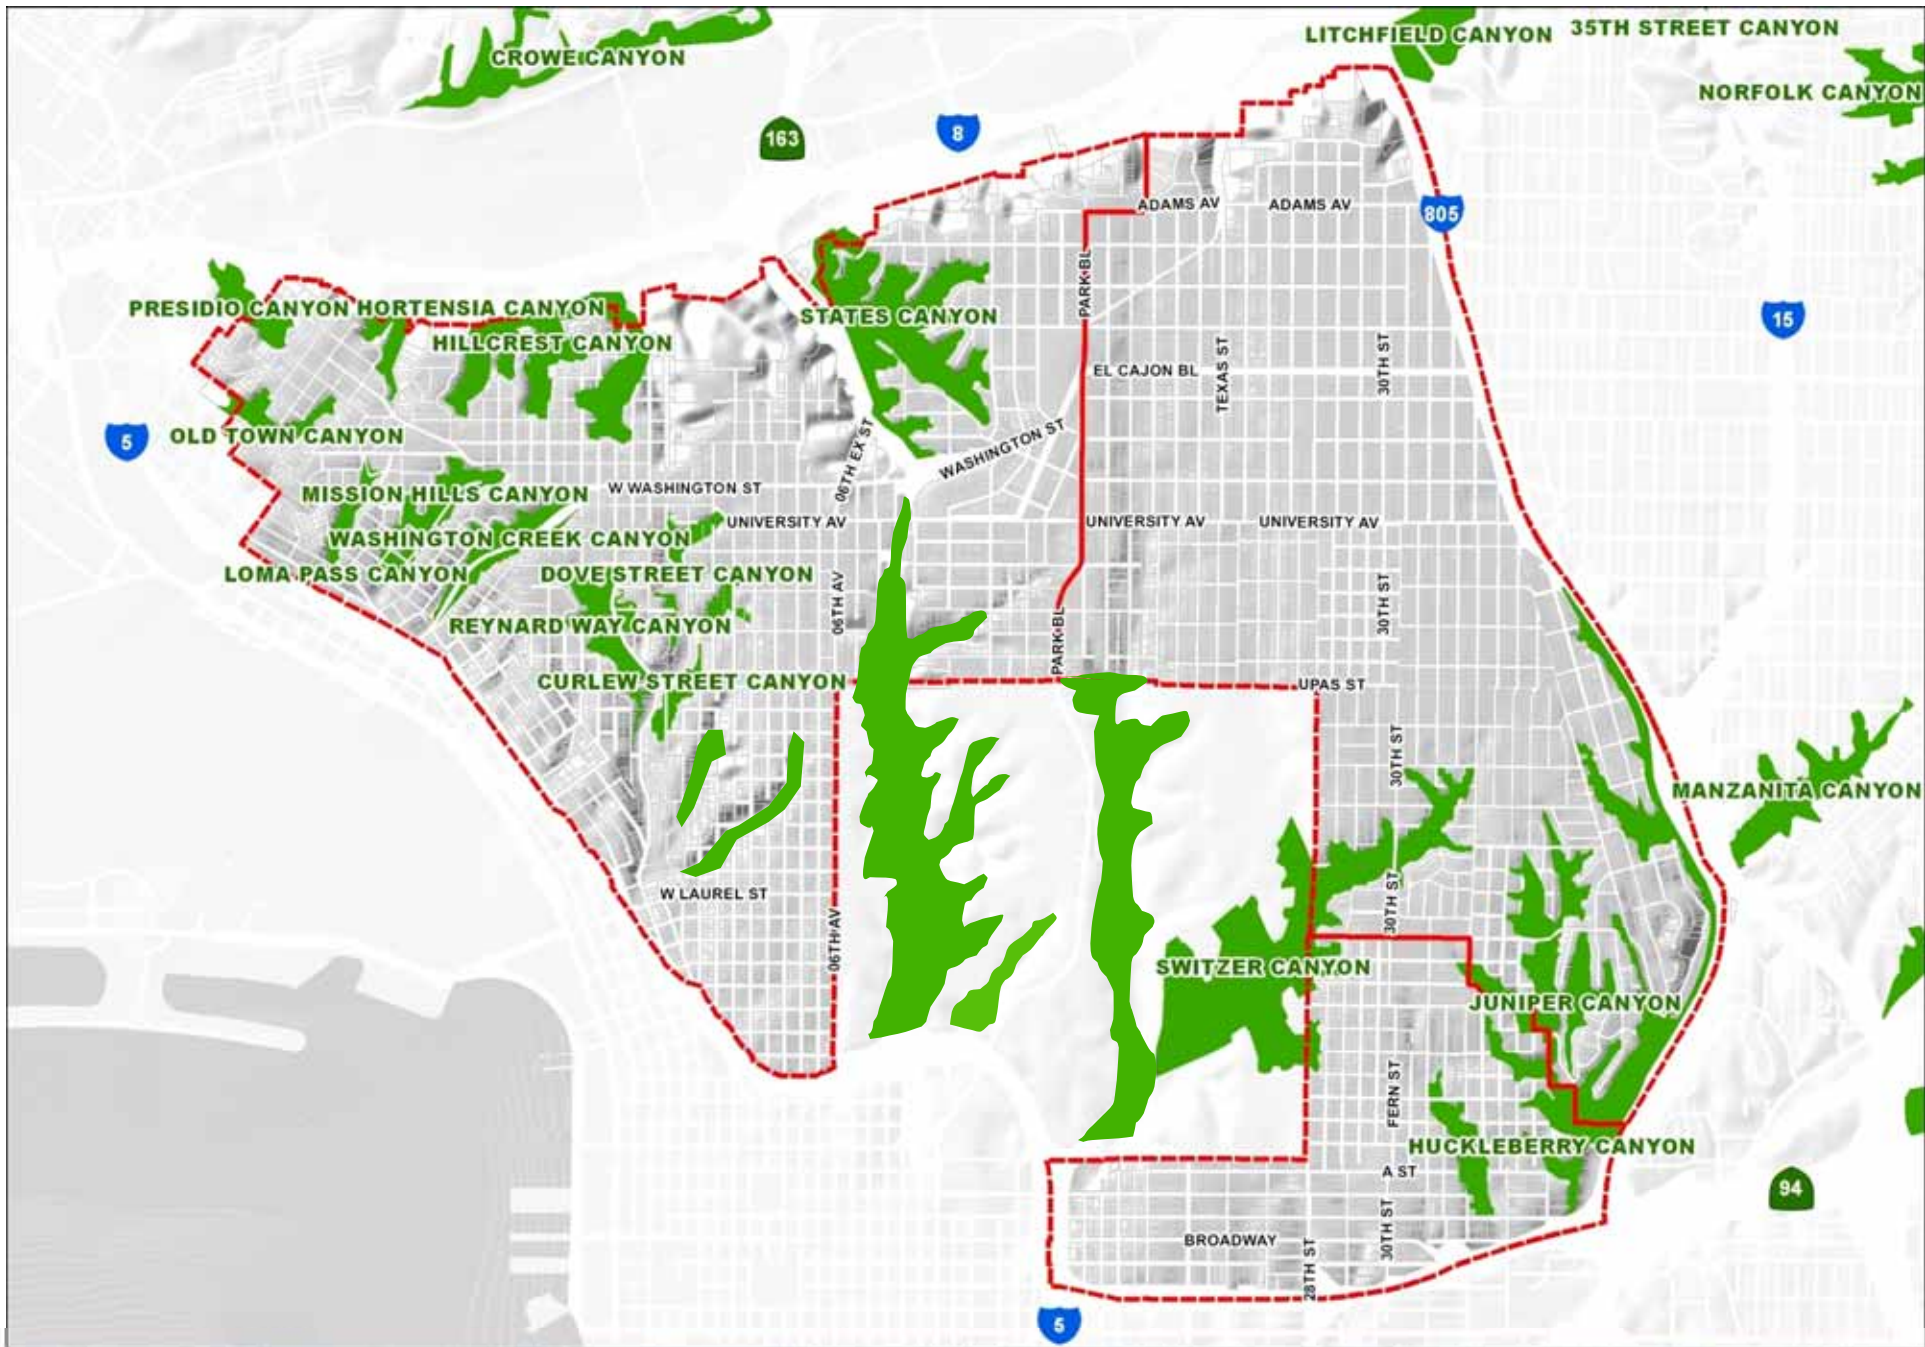 LITCHFIELD CANYON
35TH STREET CANYON
CROWE CANYON
NORFOLK CANYON
163
8
ADAMS AV
ADAMS AV
805
PARK BL
PRESIDIO CANYON
HORTENSIA CANYON
STATES CANYON
15
HILLCREST CANYON
EL CAJON BL
TEXAS ST
30TH ST
5
OLD TOWN CANYON
WASHINGTON ST
06TH EX ST
MISSION HILLS CANYON
W WASHINGTON ST
UNIVERSITY AV
UNIVERSITY AV
UNIVERSITY AV
WASHINGTON CREEK CANYON
LOMA PASS CANYON
DOVE STREET CANYON
06TH AV
30TH ST
REYNARD WAY CANYON
PARK BL
CURLEW STREET CANYON
UPAS ST
30TH ST
MANZANITA CANYON
W LAUREL ST
30TH ST
06TH AV
SWITZER CANYON
JUNIPER CANYON
FERN ST
HUCKLEBERRY CANYON
A ST
94
BROADWAY
28TH ST
30TH ST
5